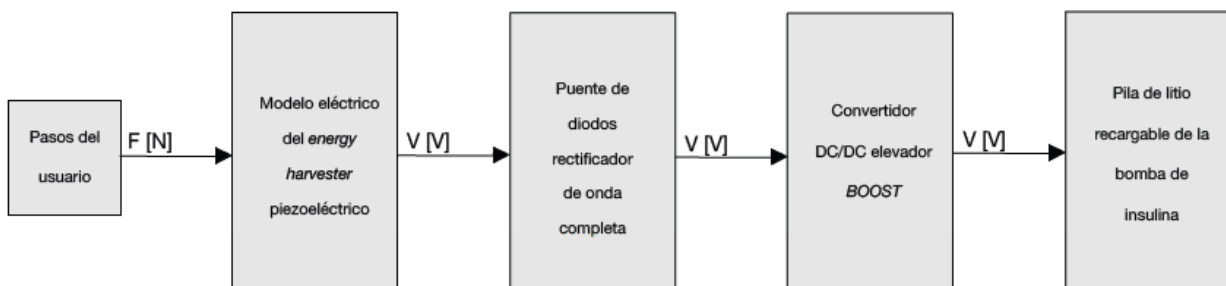 Pasos del
usuario
F [N]
Modelo eléctrico
del energy
harvester
piezoeléctrico
V [V]
Puente de
diodos
rectificador
de onda
completa
V [V]
Convertidor
DC/DC elevador
BOOST
V [V]
Pila de litio
recargable de la
bomba de
insulina